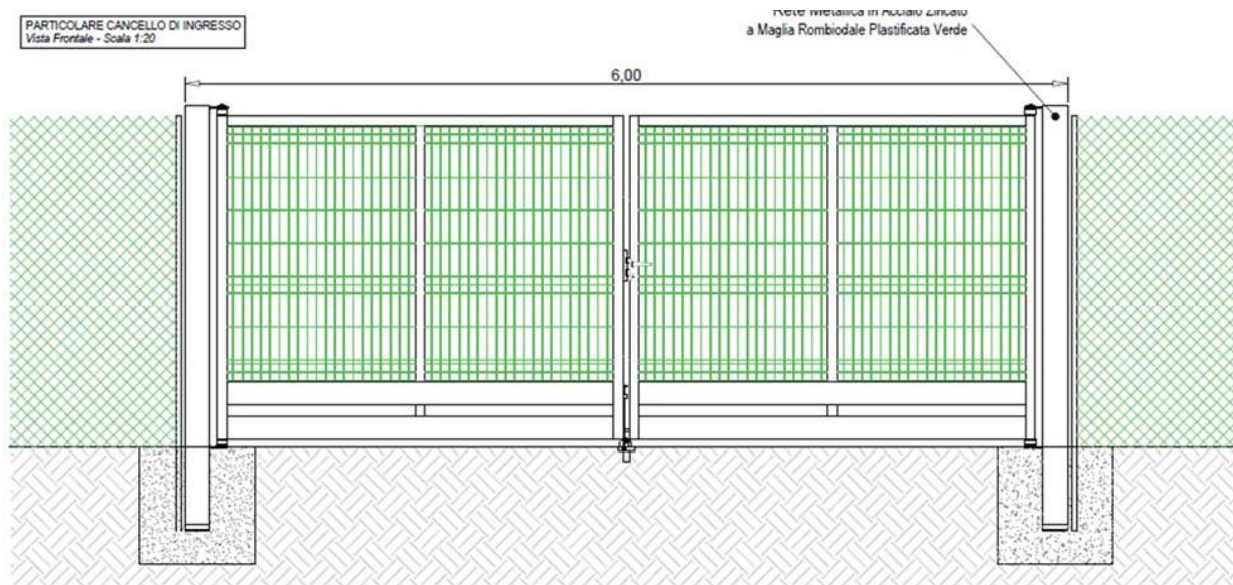 PARTICOLARE CANCELLO DI INGRESSO
Vista Frontale - Scala 1:20
Rete Metallica in Acciaio Zincato
a Maglia Rombiodale Plastificata Verde
6,00